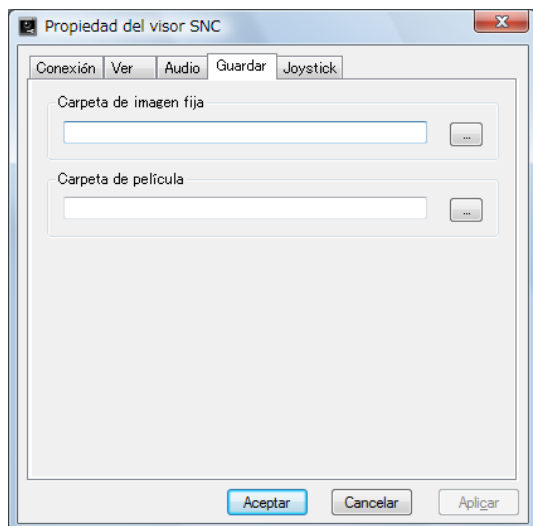 Propiedad del visor SNC
Conexión Ver Audio Guardar Joystick
Carpeta de imagen fija
...
Carpeta de película
...
Aceptar Cancelar Aplicar